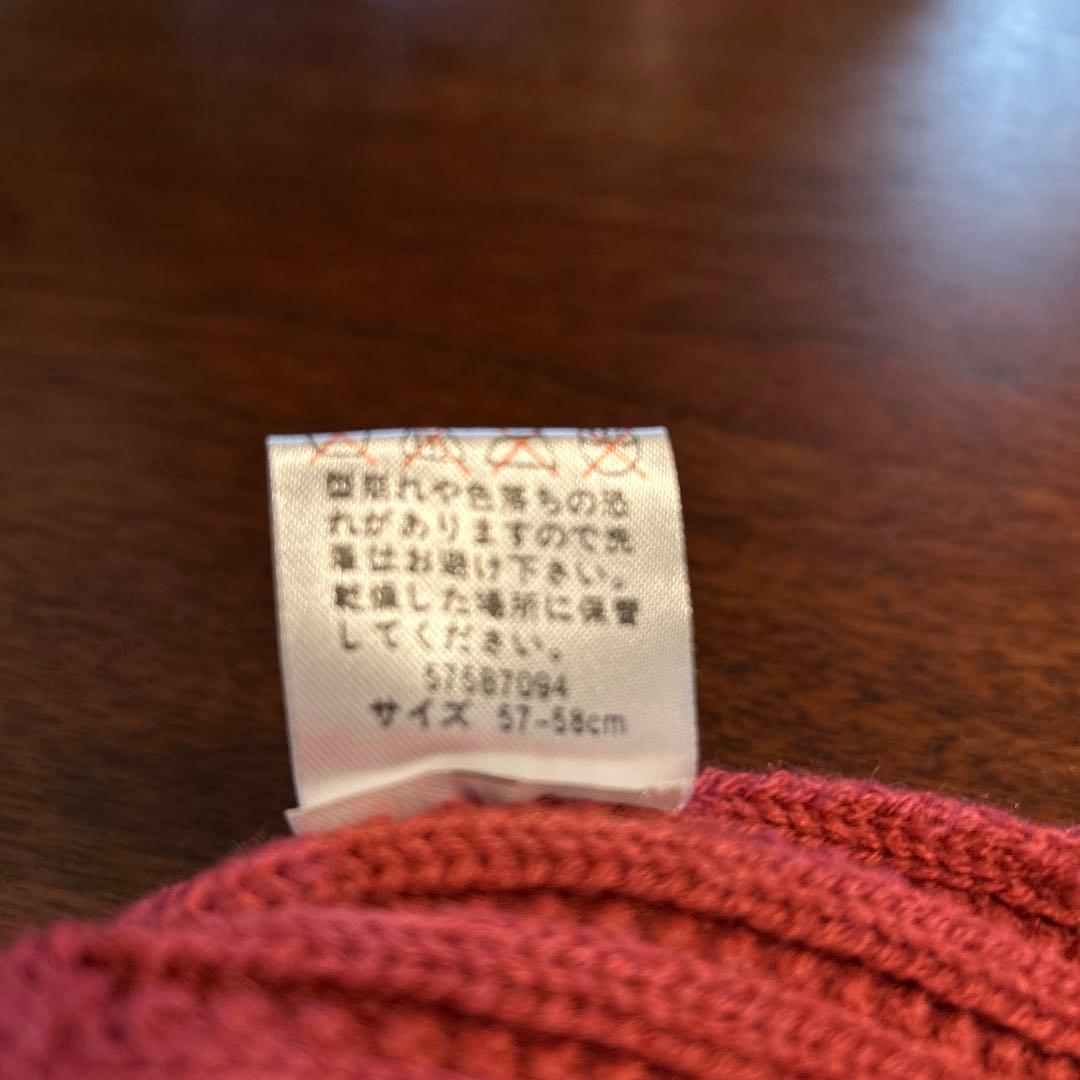 型崩れや色落ちの恐
れがありますので洗
濯はお避け下さい。
乾燥した場所に保管
してください。
57587094
サイズ 57-58cm